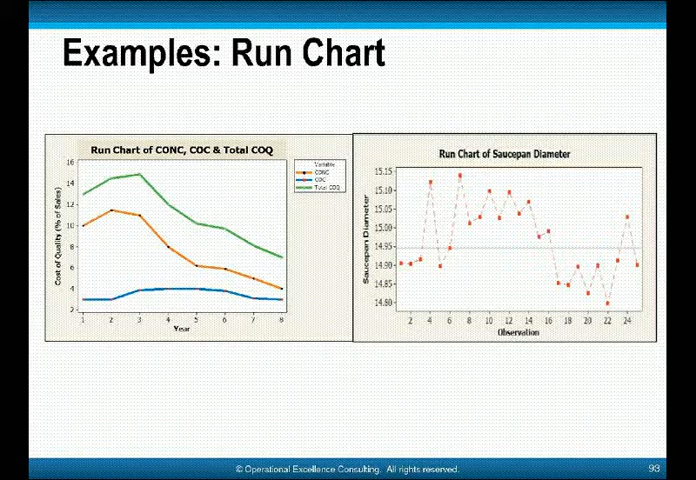 Examples: Run Chart
Run Chart of CONC, COC & Total COQ
16
14
12
10
8
6
4
2
Cost of Quality (% of Sales)
1 2 3 4 5 6 7 8
Year
Variable
CONC
COC
Total COQ
Run Chart of Saucepan Diameter
15.15
15.10
15.05
15.00
14.95
14.90
14.85
14.80
Saucepan Diameter
2 4 6 8 10 12 14 16 18 20 22 24
Observation
© Operational Excellence Consulting. All rights reserved.
93